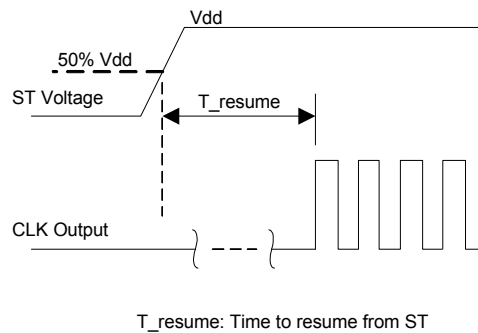 Vdd
50% Vdd
ST Voltage
T_resume
CLK Output
T_resume: Time to resume from ST